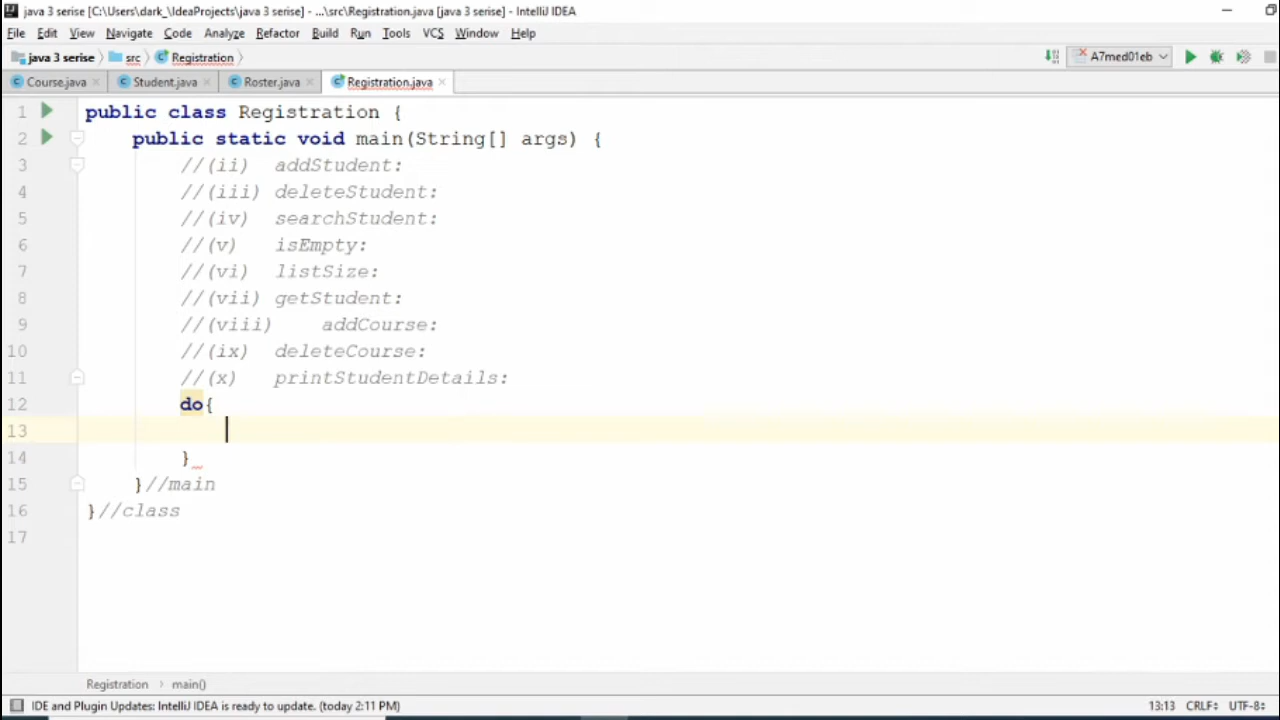 java 3 serise [C:\Users\dark_\IdeaProjects\java 3 serise] - ...\src\Registration.java [java 3 serise] - IntelliJ IDEA
File Edit View Navigate Code Analyze Refactor Build Run Tools VCS Window Help
java 3 serise src Registration A7med01eb
Course.java Student.java Roster.java Registration.java
1 public class Registration {
2 public static void main(String[] args) {
3 //(ii) addStudent:
4 //(iii) deleteStudent:
5 //(iv) searchStudent:
6 //(v) isEmpty:
7 //(vi) listSize:
8 //(vii) getStudent:
9 //(viii) addCourse:
10 //(ix) deleteCourse:
11 //(x) printStudentDetails:
12 do{
13
14 }
15 }//main
16 }//class
17
Registration main()
IDE and Plugin Updates: IntelliJ IDEA is ready to update. (today 2:11 PM) 13:13 CRLF UTF-8